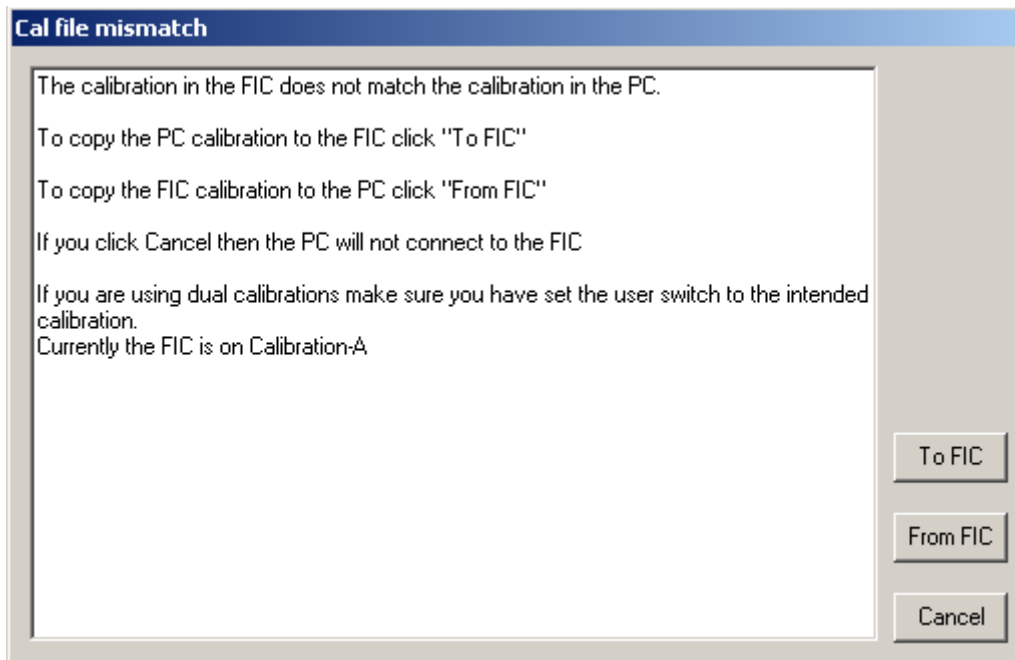 Cal file mismatch
The calibration in the FIC does not match the calibration in the PC.
To copy the PC calibration to the FIC click "To FIC"
To copy the FIC calibration to the PC click "From FIC"
If you click Cancel then the PC will not connect to the FIC
If you are using dual calibrations make sure you have set the user switch to the intended
calibration.
Currently the FIC is on Calibration-A
To FIC
From FIC
Cancel